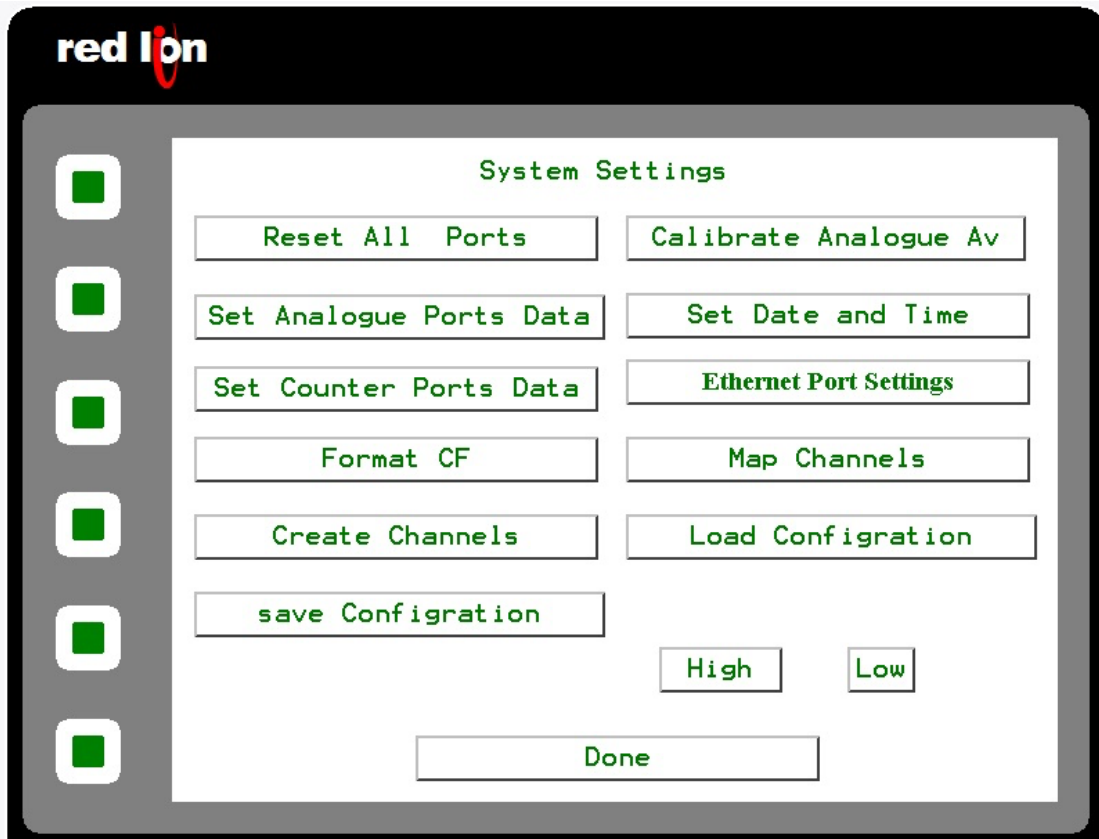 red lion
System Settings
Reset All Ports
Calibrate Analogue Av
Set Analogue Ports Data
Set Date and Time
Set Counter Ports Data
Ethernet Port Settings
Format CF
Map Channels
Create Channels
Load Configration
save Configration
High
Low
Done